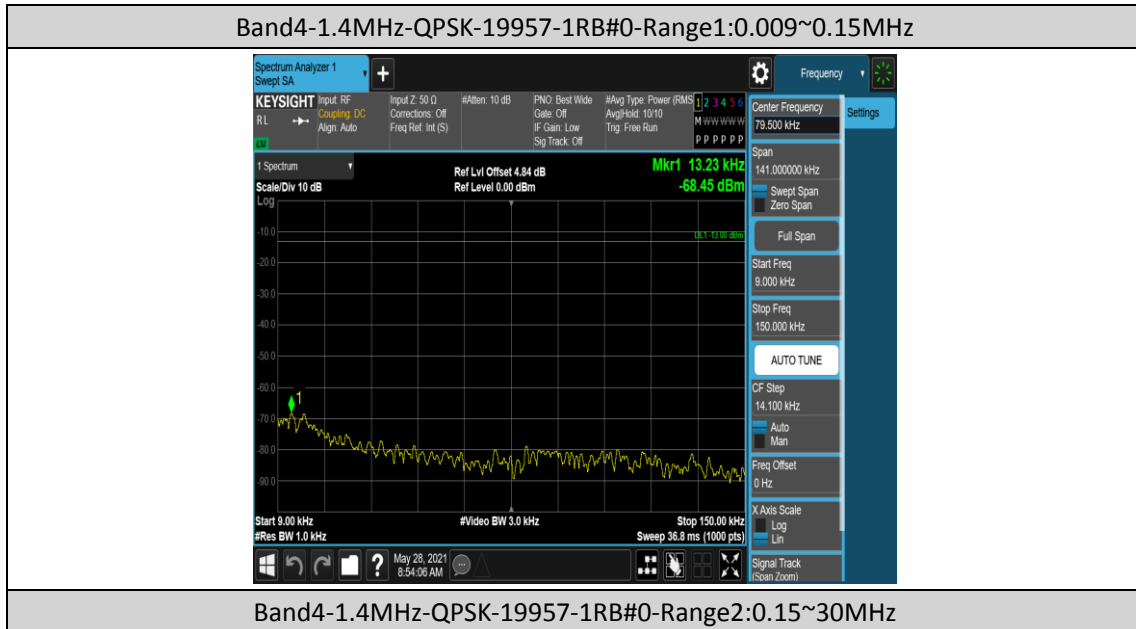 Band4-1.4MHz-QPSK-19957-1RB#0-Range1:0.009~0.15MHz
Spectrum Analyzer 1
Swept SA
Frequency
KEYSIGHT
RL
LXI
Input: RF
Coupling: DC
Align: Auto
Input Z: 50 Ω
Corrections: Off
Freq Ref: Int (S)
#Atten: 10 dB
PNO: Best Wide
Gate: Off
IF Gain: Low
Sig Track: Off
#Avg Type: Power (RMS
Avg|Hold: 10/10
Trig: Free Run
1 2 3 4 5 6
M W W W W W
P P P P P P
Center Frequency
79.500 kHz
Settings
1 Spectrum
Scale/Div 10 dB
Log
Ref Lvl Offset 4.84 dB
Ref Level 0.00 dBm
Mkr1 13.23 kHz
-68.45 dBm
Span
141.000000 kHz
Swept Span
Zero Span
Full Span
Start Freq
9.000 kHz
Stop Freq
150.000 kHz
AUTO TUNE
CF Step
14.100 kHz
Auto
Man
Freq Offset
0 Hz
X Axis Scale
Log
Lin
Signal Track
(Span Zoom)
DL1 -13.00 dBm
-10.0
-20.0
-30.0
-40.0
-50.0
-60.0
1
-70.0
-80.0
-90.0
Start 9.00 kHz
#Res BW 1.0 kHz
#Video BW 3.0 kHz
Stop 150.00 kHz
Sweep 36.8 ms (1000 pts)
May 28, 2021
8:54:06 AM
Band4-1.4MHz-QPSK-19957-1RB#0-Range2:0.15~30MHz